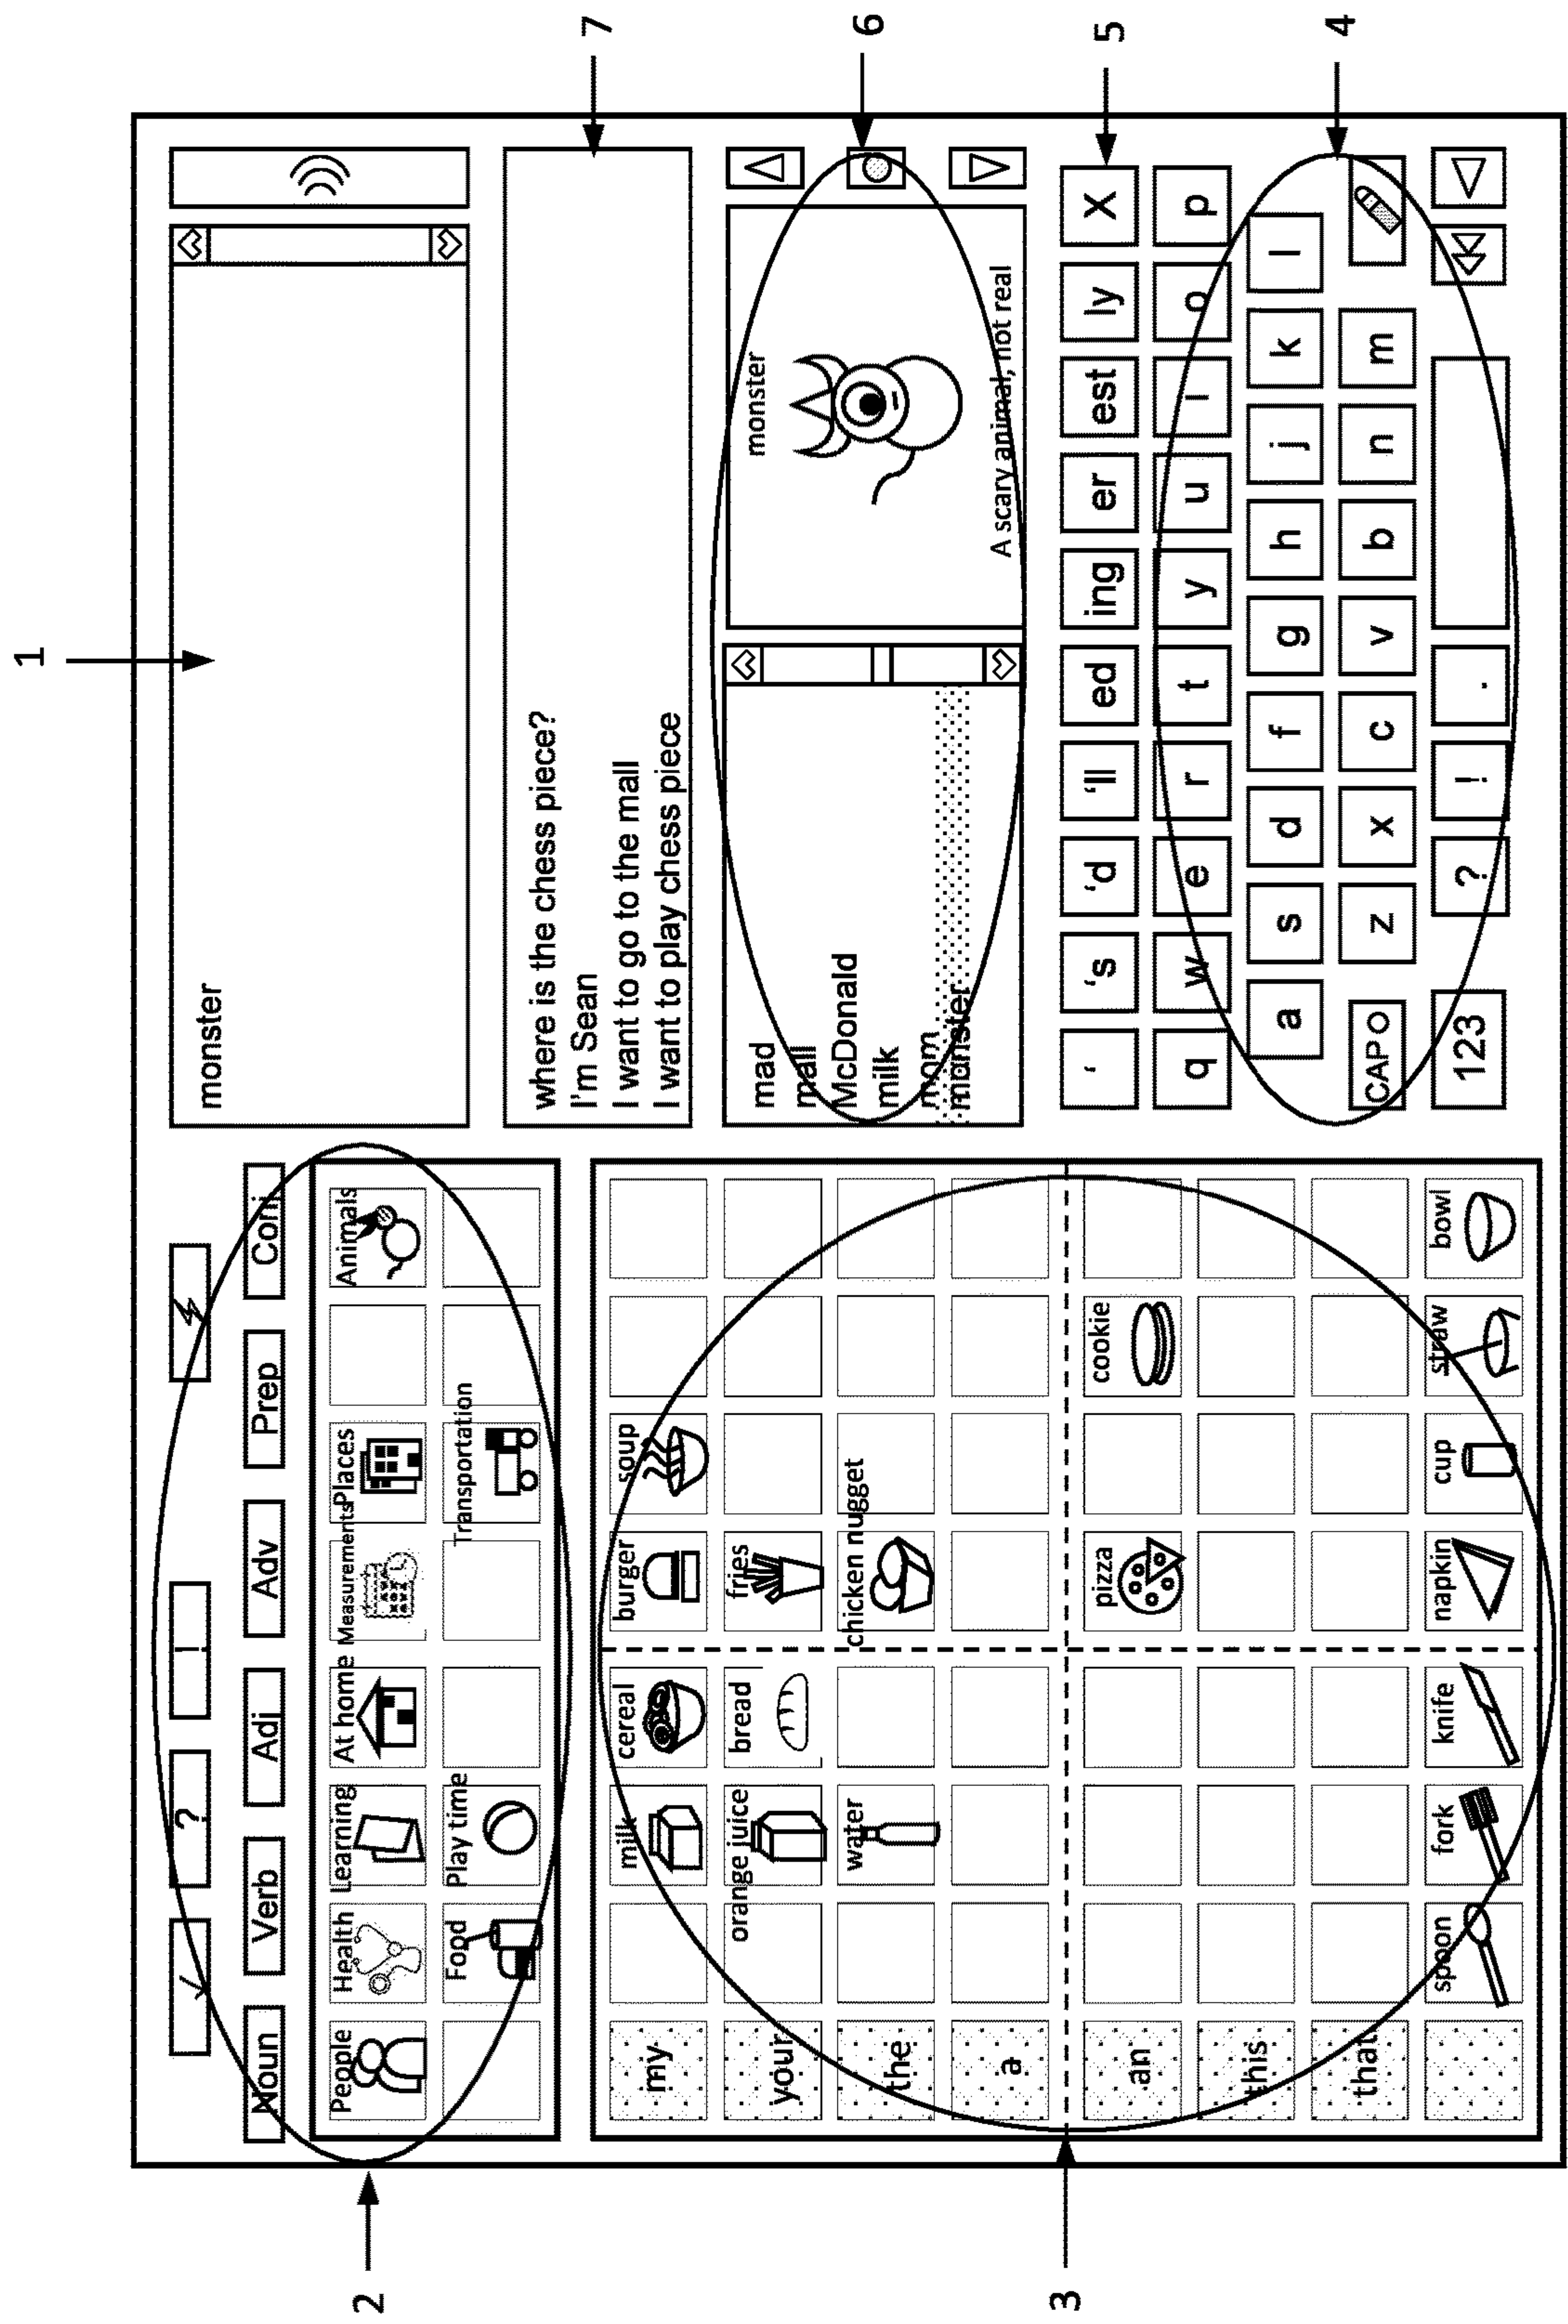 1
monster
7
where is the chess piece?
I'm Sean
I want to go to the mall
I want to play chess piece
6
mad
mall
McDonald
milk
mom
monster
monster
A scary animal, not real
5
' 's 'd 'll ed ing er est ly X
q w e r t y u i o p
4
a s d f g h j k l
CAP z x c v b n m
123 ? ! .
2
? !
Noun Verb Adj Adv Prep Conj
People Health Learning At home Measurements Places Animals
Food Play time Transportation
3
my milk cereal burger soup
your orange juice bread fries
the water chicken nugget
a
an pizza cookie
this
that
spoon fork knife napkin cup straw bowl